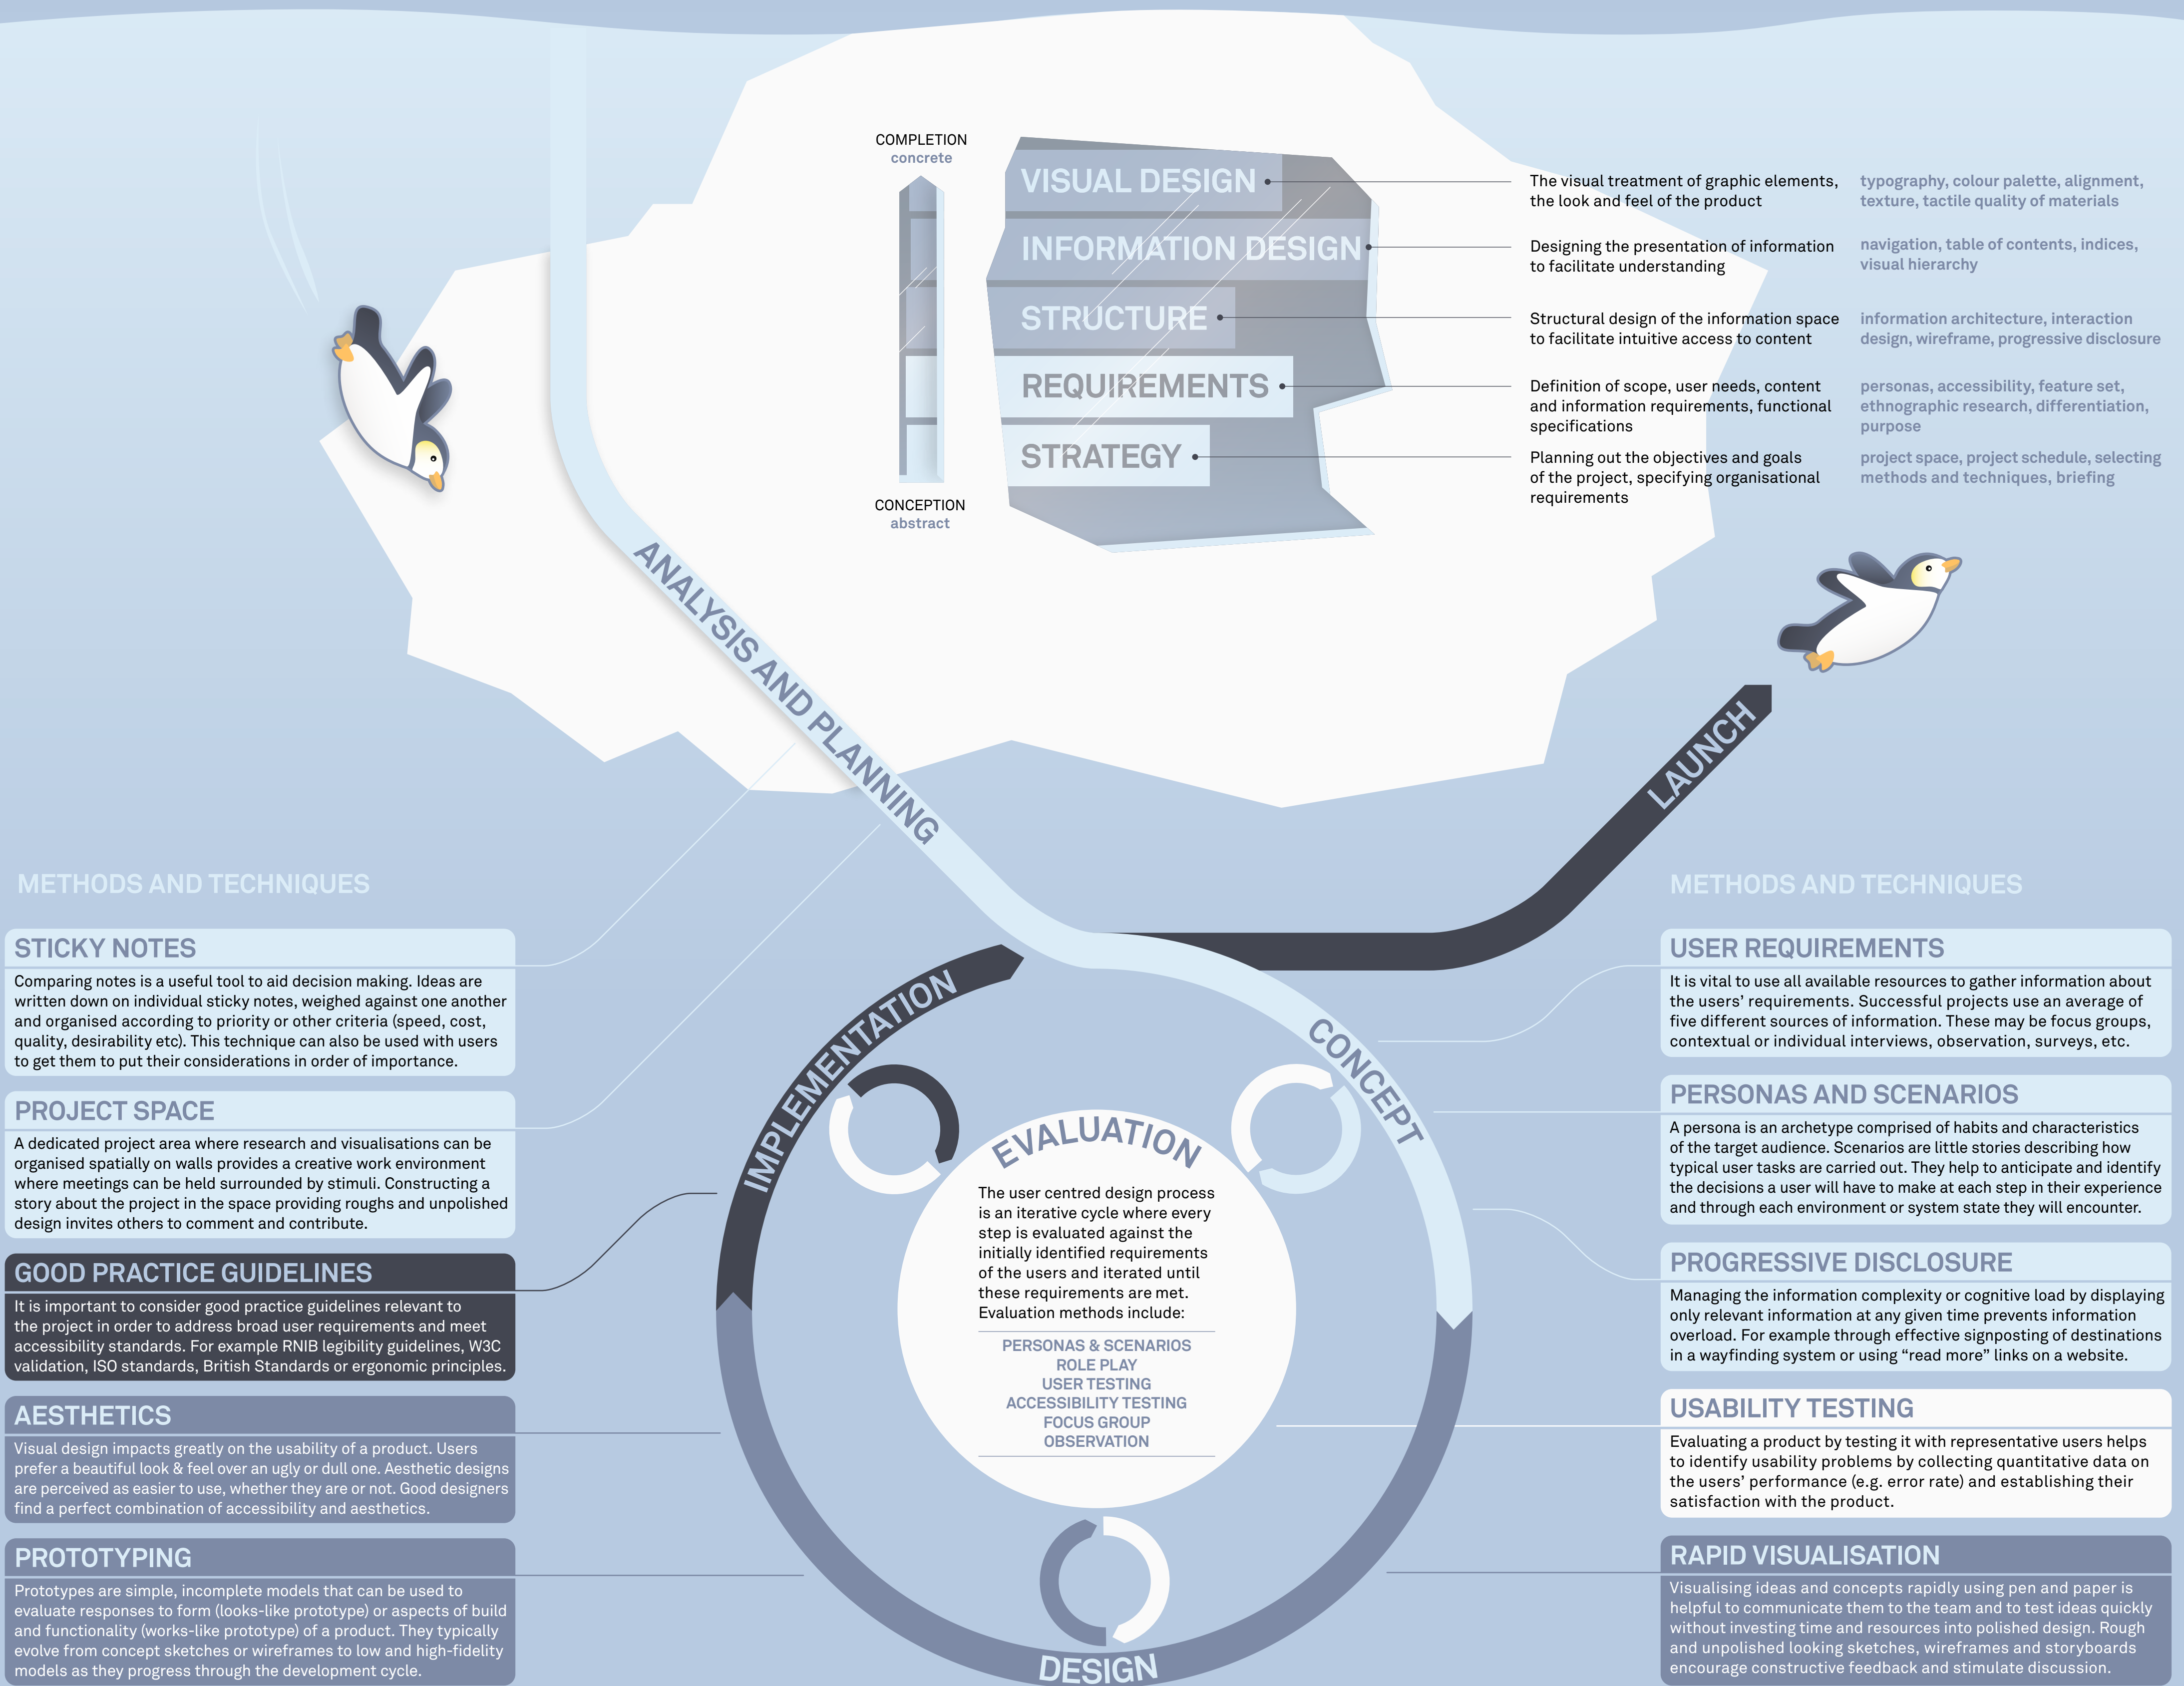 COMPLETION
concrete
CONCEPTION
abstract
VISUAL DESIGN
The visual treatment of graphic elements,
the look and feel of the product
typography, colour palette, alignment,
texture, tactile quality of materials
INFORMATION DESIGN
Designing the presentation of information
to facilitate understanding
navigation, table of contents, indices,
visual hierarchy
STRUCTURE
Structural design of the information space
to facilitate intuitive access to content
information architecture, interaction
design, wireframe, progressive disclosure
REQUIREMENTS
Definition of scope, user needs, content
and information requirements, functional
specifications
personas, accessibility, feature set,
ethnographic research, differentiation,
purpose
STRATEGY
Planning out the objectives and goals
of the project, specifying organisational
requirements
project space, project schedule, selecting
methods and techniques, briefing
ANALYSIS AND PLANNING
LAUNCH
METHODS AND TECHNIQUES
STICKY NOTES
Comparing notes is a useful tool to aid decision making. Ideas are
written down on individual sticky notes, weighed against one another
and organised according to priority or other criteria (speed, cost,
quality, desirability etc). This technique can also be used with users
to get them to put their considerations in order of importance.
PROJECT SPACE
A dedicated project area where research and visualisations can be
organised spatially on walls provides a creative work environment
where meetings can be held surrounded by stimuli. Constructing a
story about the project in the space providing roughs and unpolished
design invites others to comment and contribute.
GOOD PRACTICE GUIDELINES
It is important to consider good practice guidelines relevant to
the project in order to address broad user requirements and meet
accessibility standards. For example RNIB legibility guidelines, W3C
validation, ISO standards, British Standards or ergonomic principles.
AESTHETICS
Visual design impacts greatly on the usability of a product. Users
prefer a beautiful look & feel over an ugly or dull one. Aesthetic designs
are perceived as easier to use, whether they are or not. Good designers
find a perfect combination of accessibility and aesthetics.
PROTOTYPING
Prototypes are simple, incomplete models that can be used to
evaluate responses to form (looks-like prototype) or aspects of build
and functionality (works-like prototype) of a product. They typically
evolve from concept sketches or wireframes to low and high-fidelity
models as they progress through the development cycle.
IMPLEMENTATION
CONCEPT
EVALUATION
The user centred design process
is an iterative cycle where every
step is evaluated against the
initially identified requirements
of the users and iterated until
these requirements are met.
Evaluation methods include:
PERSONAS & SCENARIOS
ROLE PLAY
USER TESTING
ACCESSIBILITY TESTING
FOCUS GROUP
OBSERVATION
DESIGN
METHODS AND TECHNIQUES
USER REQUIREMENTS
It is vital to use all available resources to gather information about
the users’ requirements. Successful projects use an average of
five different sources of information. These may be focus groups,
contextual or individual interviews, observation, surveys, etc.
PERSONAS AND SCENARIOS
A persona is an archetype comprised of habits and characteristics
of the target audience. Scenarios are little stories describing how
typical user tasks are carried out. They help to anticipate and identify
the decisions a user will have to make at each step in their experience
and through each environment or system state they will encounter.
PROGRESSIVE DISCLOSURE
Managing the information complexity or cognitive load by displaying
only relevant information at any given time prevents information
overload. For example through effective signposting of destinations
in a wayfinding system or using “read more” links on a website.
USABILITY TESTING
Evaluating a product by testing it with representative users helps
to identify usability problems by collecting quantitative data on
the users’ performance (e.g. error rate) and establishing their
satisfaction with the product.
RAPID VISUALISATION
Visualising ideas and concepts rapidly using pen and paper is
helpful to communicate them to the team and to test ideas quickly
without investing time and resources into polished design. Rough
and unpolished looking sketches, wireframes and storyboards
encourage constructive feedback and stimulate discussion.